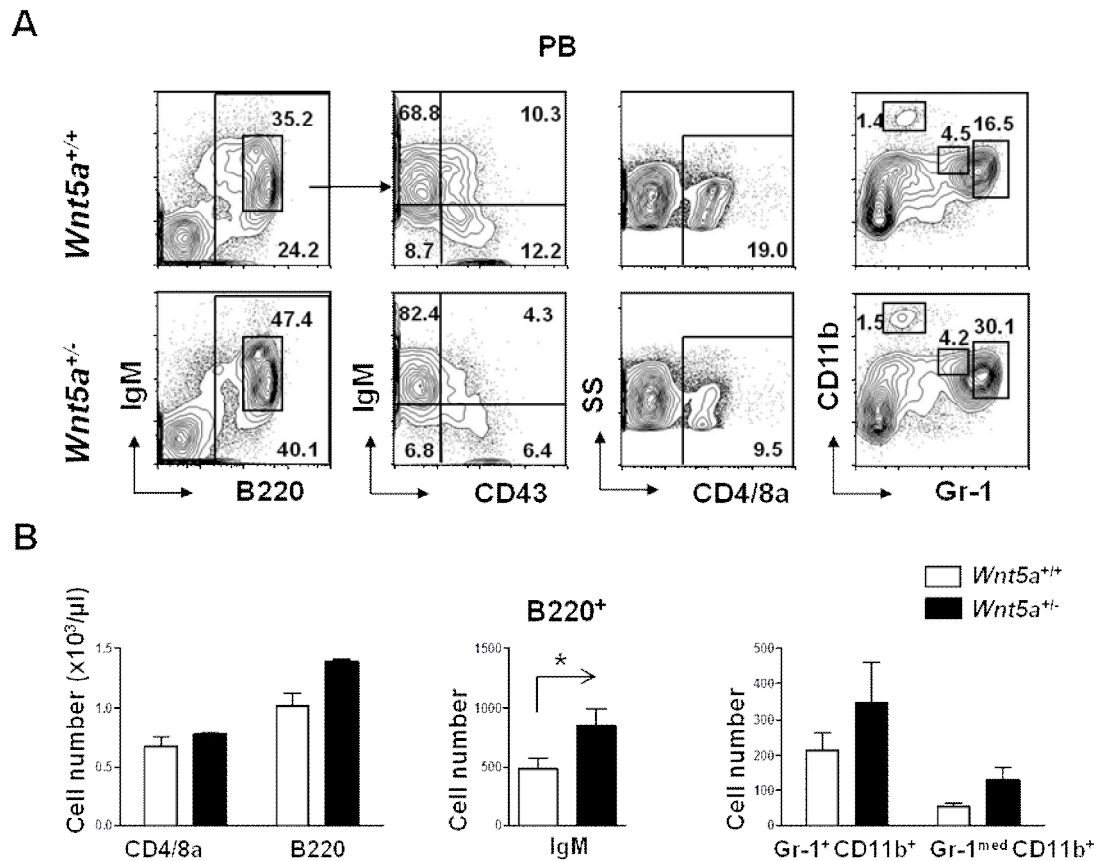 A
PB
Wnt5a+/+
35.2
24.2
68.8
10.3
8.7
12.2
19.0
1.4
4.5
16.5
Wnt5a+/-
IgM
47.4
40.1
B220
IgM
82.4
4.3
6.8
6.4
CD43
SS
9.5
CD4/8a
CD11b
1.5
4.2
30.1
Gr-1
B
Wnt5a+/+
Wnt5a+/-
Cell number (x10³/µl)
1.5
1.0
0.5
0.0
CD4/8a
B220
B220⁺
Cell number
1500
1000
500
0
*
IgM
Cell number
500
400
300
200
100
0
Gr-1⁺ CD11b⁺
Gr-1ᵐᵉᵈ CD11b⁺